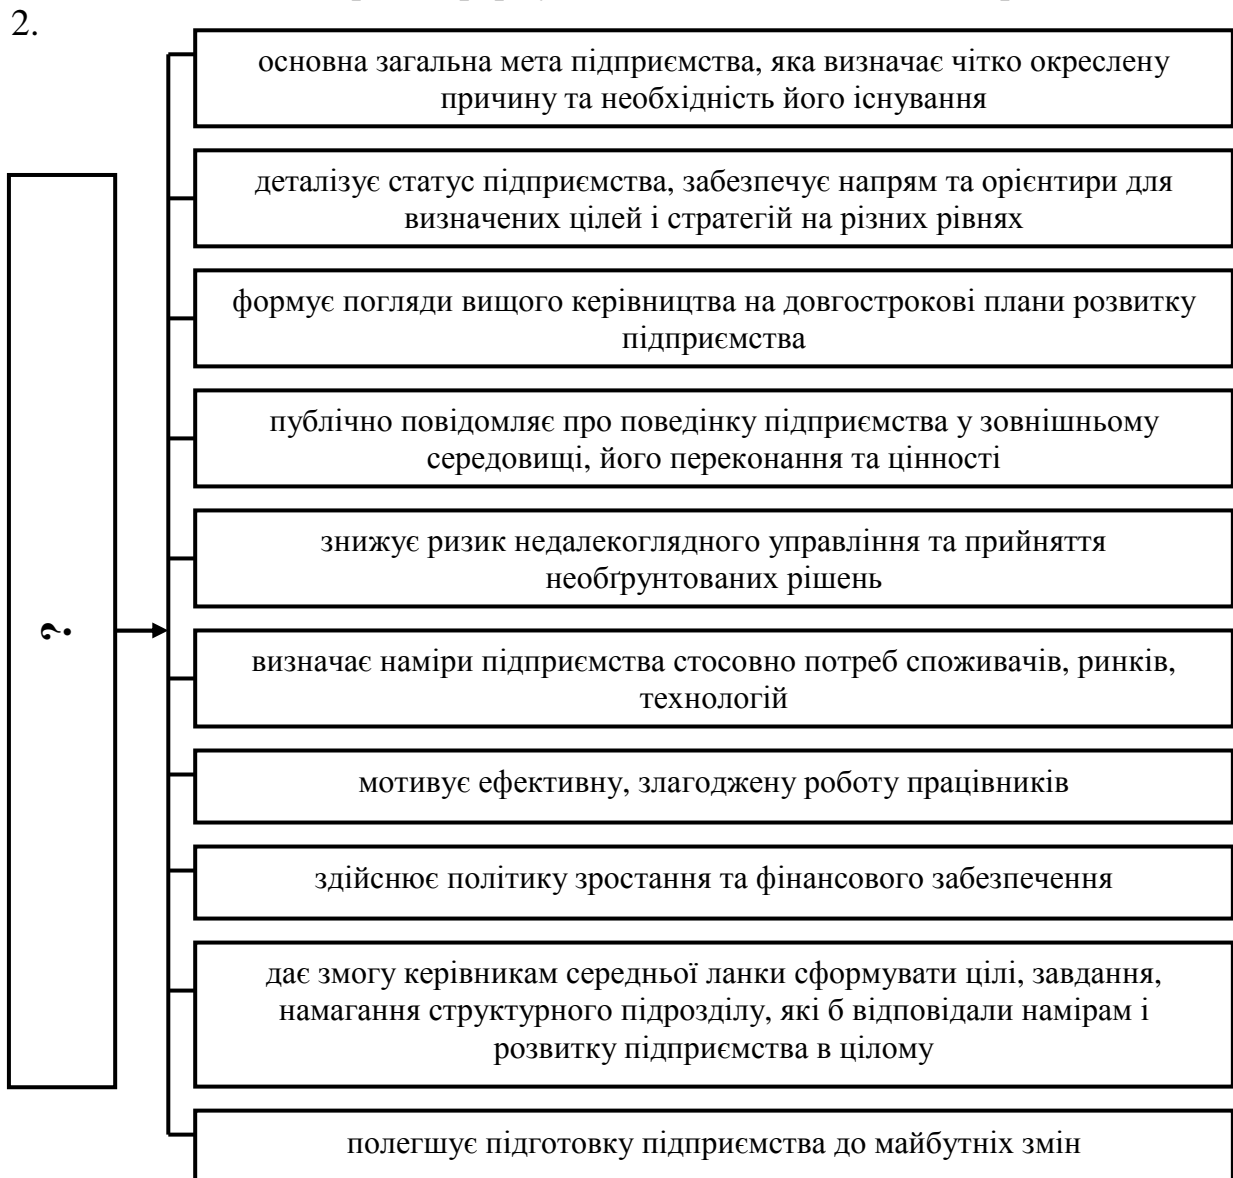 2.
основна загальна мета підприємства, яка визначає чітко окреслену
причину та необхідність його існування
деталізує статус підприємства, забезпечує напрям та орієнтири для
визначених цілей і стратегій на різних рівнях
формує погляди вищого керівництва на довгострокові плани розвитку
підприємства
публічно повідомляє про поведінку підприємства у зовнішньому
середовищі, його переконання та цінності
знижує ризик недалекоглядного управління та прийняття
необґрунтованих рішень
?
визначає наміри підприємства стосовно потреб споживачів, ринків,
технологій
мотивує ефективну, злагоджену роботу працівників
здійснює політику зростання та фінансового забезпечення
дає змогу керівникам середньої ланки сформувати цілі, завдання,
намагання структурного підрозділу, які б відповідали намірам і
розвитку підприємства в цілому
полегшує підготовку підприємства до майбутніх змін